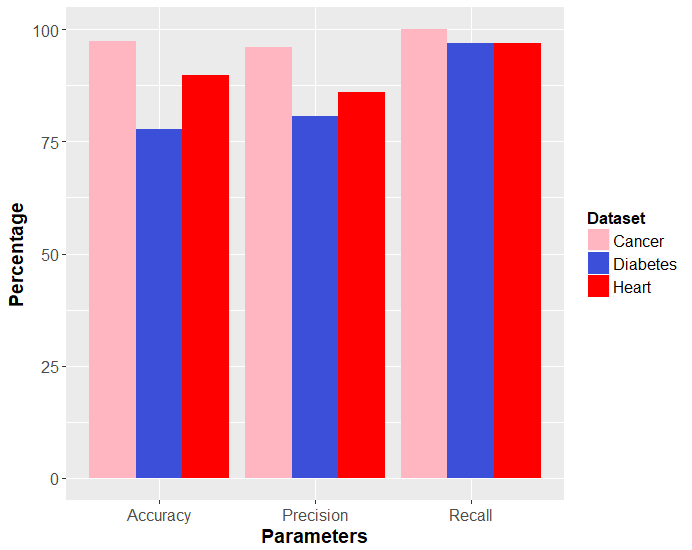 Percentage
100
75
50
25
0
Accuracy Precision Recall
Parameters
Dataset
Cancer
Diabetes
Heart